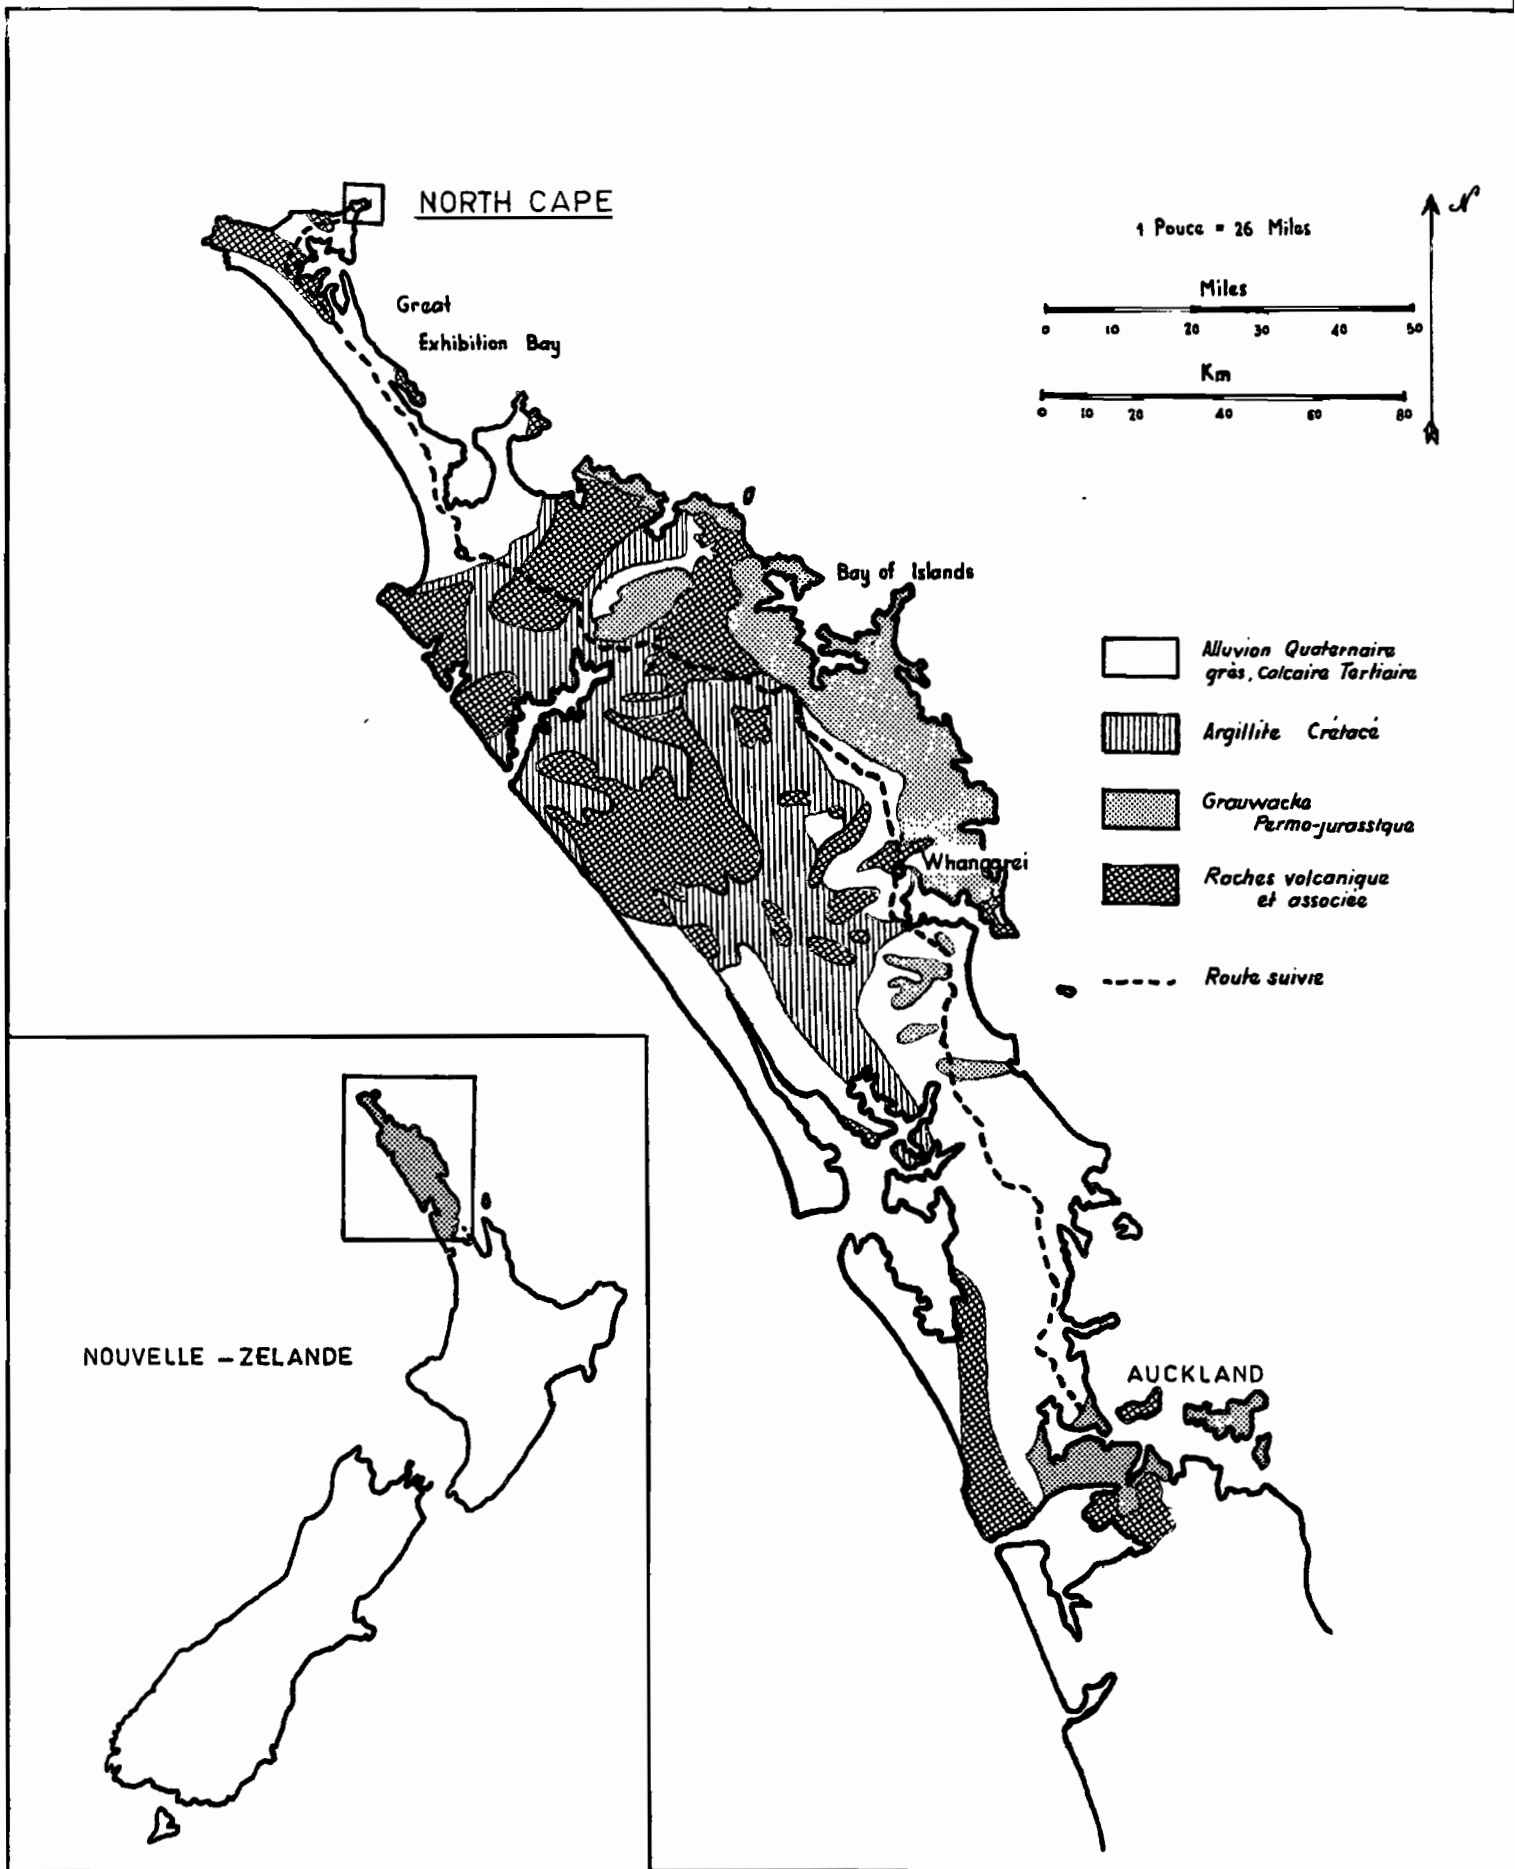 NORTH CAPE
1 Pouce = 26 Miles
N
Miles
0 10 20 30 40 50
Km
0 10 20 40 60 80
Great
Exhibition Bay
Bay of Islands
Whangarei
Alluvion Quaternaire
grès, Calcaire Tertiaire
Argillite Crétacé
Grauwacke
Permo-jurassique
Roches volcanique
et associée
Route suivie
NOUVELLE - ZELANDE
AUCKLAND